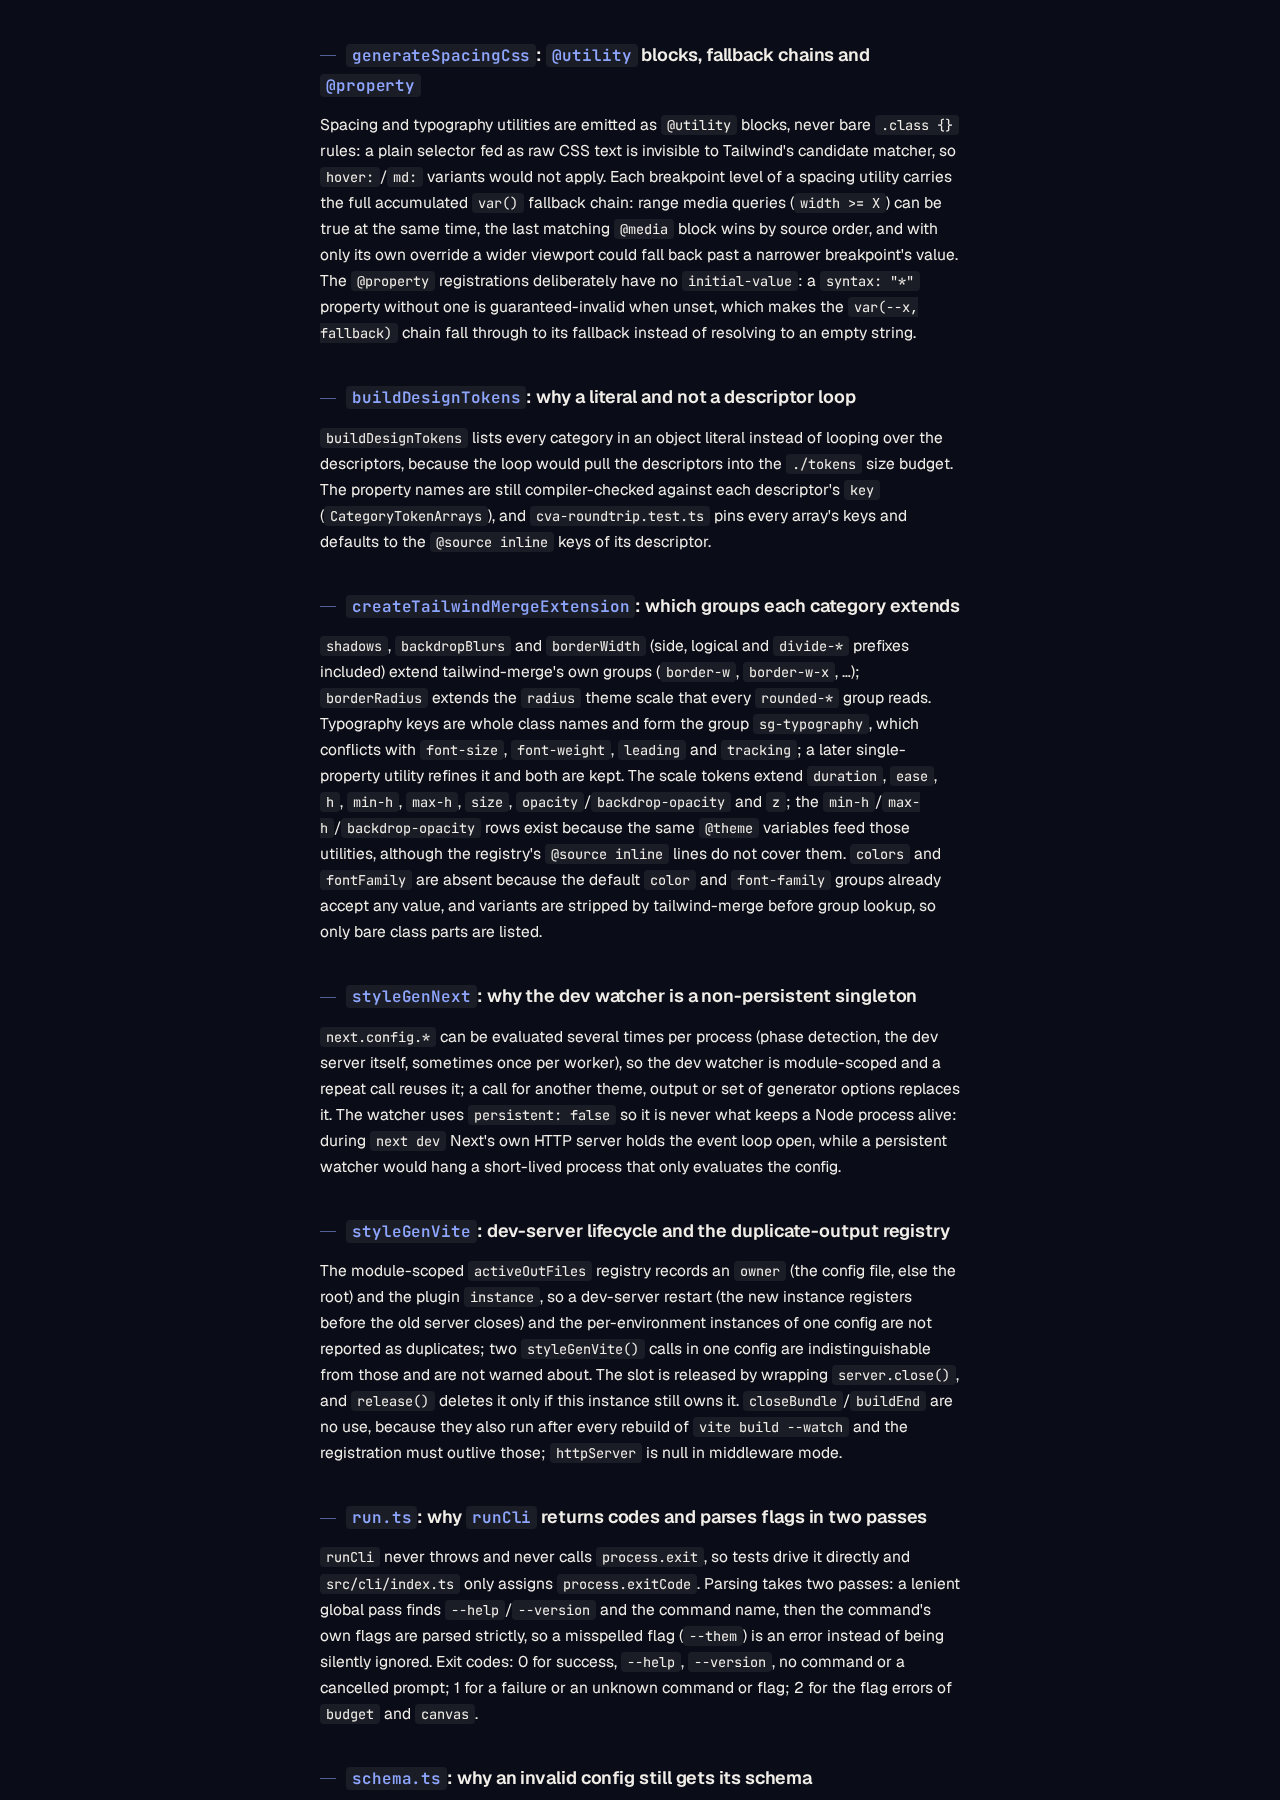 — generateSpacingCss: @utility blocks, fallback chains and
@property
Spacing and typography utilities are emitted as @utility blocks, never bare .class {}
rules: a plain selector fed as raw CSS text is invisible to Tailwind's candidate matcher, so
hover:/md: variants would not apply. Each breakpoint level of a spacing utility carries
the full accumulated var() fallback chain: range media queries (width >= X) can be
true at the same time, the last matching @media block wins by source order, and with
only its own override a wider viewport could fall back past a narrower breakpoint's value.
The @property registrations deliberately have no initial-value: a syntax: "*"
property without one is guaranteed-invalid when unset, which makes the var(--x,
fallback) chain fall through to its fallback instead of resolving to an empty string.
— buildDesignTokens: why a literal and not a descriptor loop
buildDesignTokens lists every category in an object literal instead of looping over the
descriptors, because the loop would pull the descriptors into the ./tokens size budget.
The property names are still compiler-checked against each descriptor's key
(CategoryTokenArrays), and cva-roundtrip.test.ts pins every array's keys and
defaults to the @source inline keys of its descriptor.
— createTailwindMergeExtension: which groups each category extends
shadows, backdropBlurs and borderWidth (side, logical and divide-* prefixes
included) extend tailwind-merge's own groups (border-w, border-w-x, …);
borderRadius extends the radius theme scale that every rounded-* group reads.
Typography keys are whole class names and form the group sg-typography, which
conflicts with font-size, font-weight, leading and tracking; a later single-
property utility refines it and both are kept. The scale tokens extend duration, ease,
h, min-h, max-h, size, opacity/backdrop-opacity and z; the min-h/max-
h/backdrop-opacity rows exist because the same @theme variables feed those
utilities, although the registry's @source inline lines do not cover them. colors and
fontFamily are absent because the default color and font-family groups already
accept any value, and variants are stripped by tailwind-merge before group lookup, so
only bare class parts are listed.
— styleGenNext: why the dev watcher is a non-persistent singleton
next.config.* can be evaluated several times per process (phase detection, the dev
server itself, sometimes once per worker), so the dev watcher is module-scoped and a
repeat call reuses it; a call for another theme, output or set of generator options replaces
it. The watcher uses persistent: false so it is never what keeps a Node process alive:
during next dev Next's own HTTP server holds the event loop open, while a persistent
watcher would hang a short-lived process that only evaluates the config.
— styleGenVite: dev-server lifecycle and the duplicate-output registry
The module-scoped activeOutFiles registry records an owner (the config file, else the
root) and the plugin instance, so a dev-server restart (the new instance registers
before the old server closes) and the per-environment instances of one config are not
reported as duplicates; two styleGenVite() calls in one config are indistinguishable
from those and are not warned about. The slot is released by wrapping server.close(),
and release() deletes it only if this instance still owns it. closeBundle/buildEnd are
no use, because they also run after every rebuild of vite build --watch and the
registration must outlive those; httpServer is null in middleware mode.
— run.ts: why runCli returns codes and parses flags in two passes
runCli never throws and never calls process.exit, so tests drive it directly and
src/cli/index.ts only assigns process.exitCode. Parsing takes two passes: a lenient
global pass finds --help/--version and the command name, then the command's
own flags are parsed strictly, so a misspelled flag (--them) is an error instead of being
silently ignored. Exit codes: 0 for success, --help, --version, no command or a
cancelled prompt; 1 for a failure or an unknown command or flag; 2 for the flag errors of
budget and canvas.
— schema.ts: why an invalid config still gets its schema